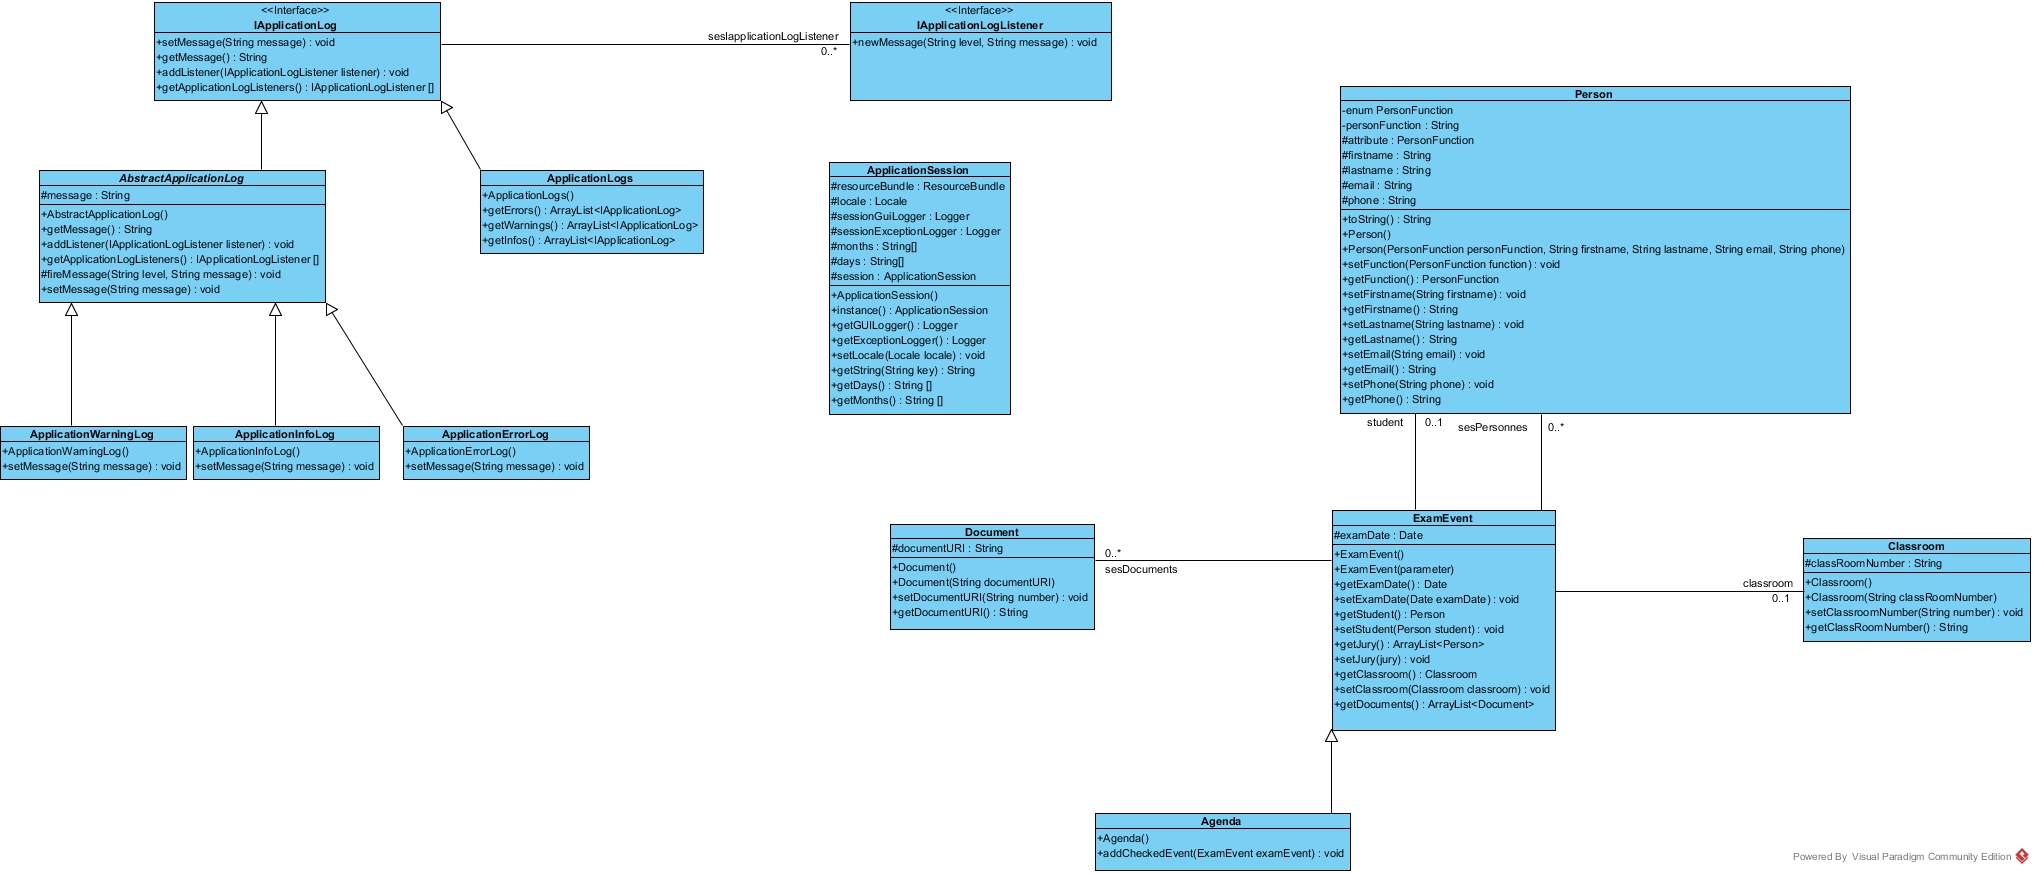 <<Interface>>
IApplicationLog
+setMessage(String message) : void
+getMessage() : String
+addListener(IApplicationLogListener listener) : void
+getApplicationLogListeners() : IApplicationLogListener []
seslapplicationLogListener
0..*
<<Interface>>
IApplicationLogListener
+newMessage(String level, String message) : void
AbstractApplicationLog
#message : String
+AbstractApplicationLog()
+getMessage() : String
+addListener(IApplicationLogListener listener) : void
+getApplicationLogListeners() : IApplicationLogListener []
#fireMessage(String level, String message) : void
+setMessage(String message) : void
ApplicationLogs
+ApplicationLogs()
+getErrors() : ArrayList<IApplicationLog>
+getWarnings() : ArrayList<IApplicationLog>
+getInfos() : ArrayList<IApplicationLog>
ApplicationWarningLog
+ApplicationWarningLog()
+setMessage(String message) : void
ApplicationInfoLog
+ApplicationInfoLog()
+setMessage(String message) : void
ApplicationErrorLog
+ApplicationErrorLog()
+setMessage(String message) : void
ApplicationSession
#resourceBundle : ResourceBundle
#locale : Locale
#sessionGuiLogger : Logger
#sessionExceptionLogger : Logger
#months : String[]
#days : String[]
#session : ApplicationSession
+ApplicationSession()
+instance() : ApplicationSession
+getGUILogger() : Logger
+getExceptionLogger() : Logger
+setLocale(Locale locale) : void
+getString(String key) : String
+getDays() : String []
+getMonths() : String []
Person
-enum PersonFunction
-personFunction : String
#attribute : PersonFunction
#firstname : String
#lastname : String
#email : String
#phone : String
+toString() : String
+Person()
+Person(PersonFunction personFunction, String firstname, String lastname, String email, String phone)
+setFunction(PersonFunction function) : void
+getFunction() : PersonFunction
+setFirstname(String firstname) : void
+getFirstname() : String
+setLastname(String lastname) : void
+getLastname() : String
+setEmail(String email) : void
+getEmail() : String
+setPhone(String phone) : void
+getPhone() : String
student
0..1
sesPersonnes
0..*
Document
#documentURI : String
+Document()
+Document(String documentURI)
+setDocumentURI(String number) : void
+getDocumentURI() : String
0..*
sesDocuments
ExamEvent
#examDate : Date
+ExamEvent()
+ExamEvent(parameter)
+getExamDate() : Date
+setExamDate(Date examDate) : void
+getStudent() : Person
+setStudent(Person student) : void
+getJury() : ArrayList<Person>
+setJury(jury) : void
+getClassroom() : Classroom
+setClassroom(Classroom classroom) : void
+getDocuments() : ArrayList<Document>
classroom
0..1
Classroom
#classRoomNumber : String
+Classroom()
+Classroom(String classRoomNumber)
+setClassroomNumber(String number) : void
+getClassRoomNumber() : String
Agenda
+Agenda()
+addCheckedEvent(ExamEvent examEvent) : void
Powered By Visual Paradigm Community Edition